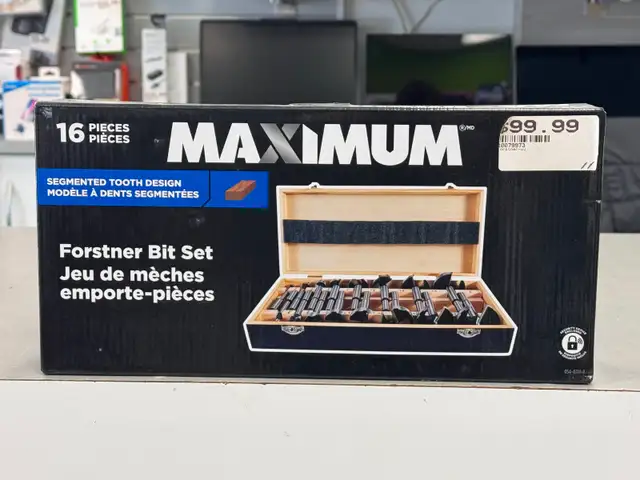 16 PIECES
PIÈCES
MAXIMUM®/MD
$99.99
SEGMENTED TOOTH DESIGN
MODÈLE À DENTS SEGMENTÉES
Forstner Bit Set
Jeu de mèches
emporte-pièces